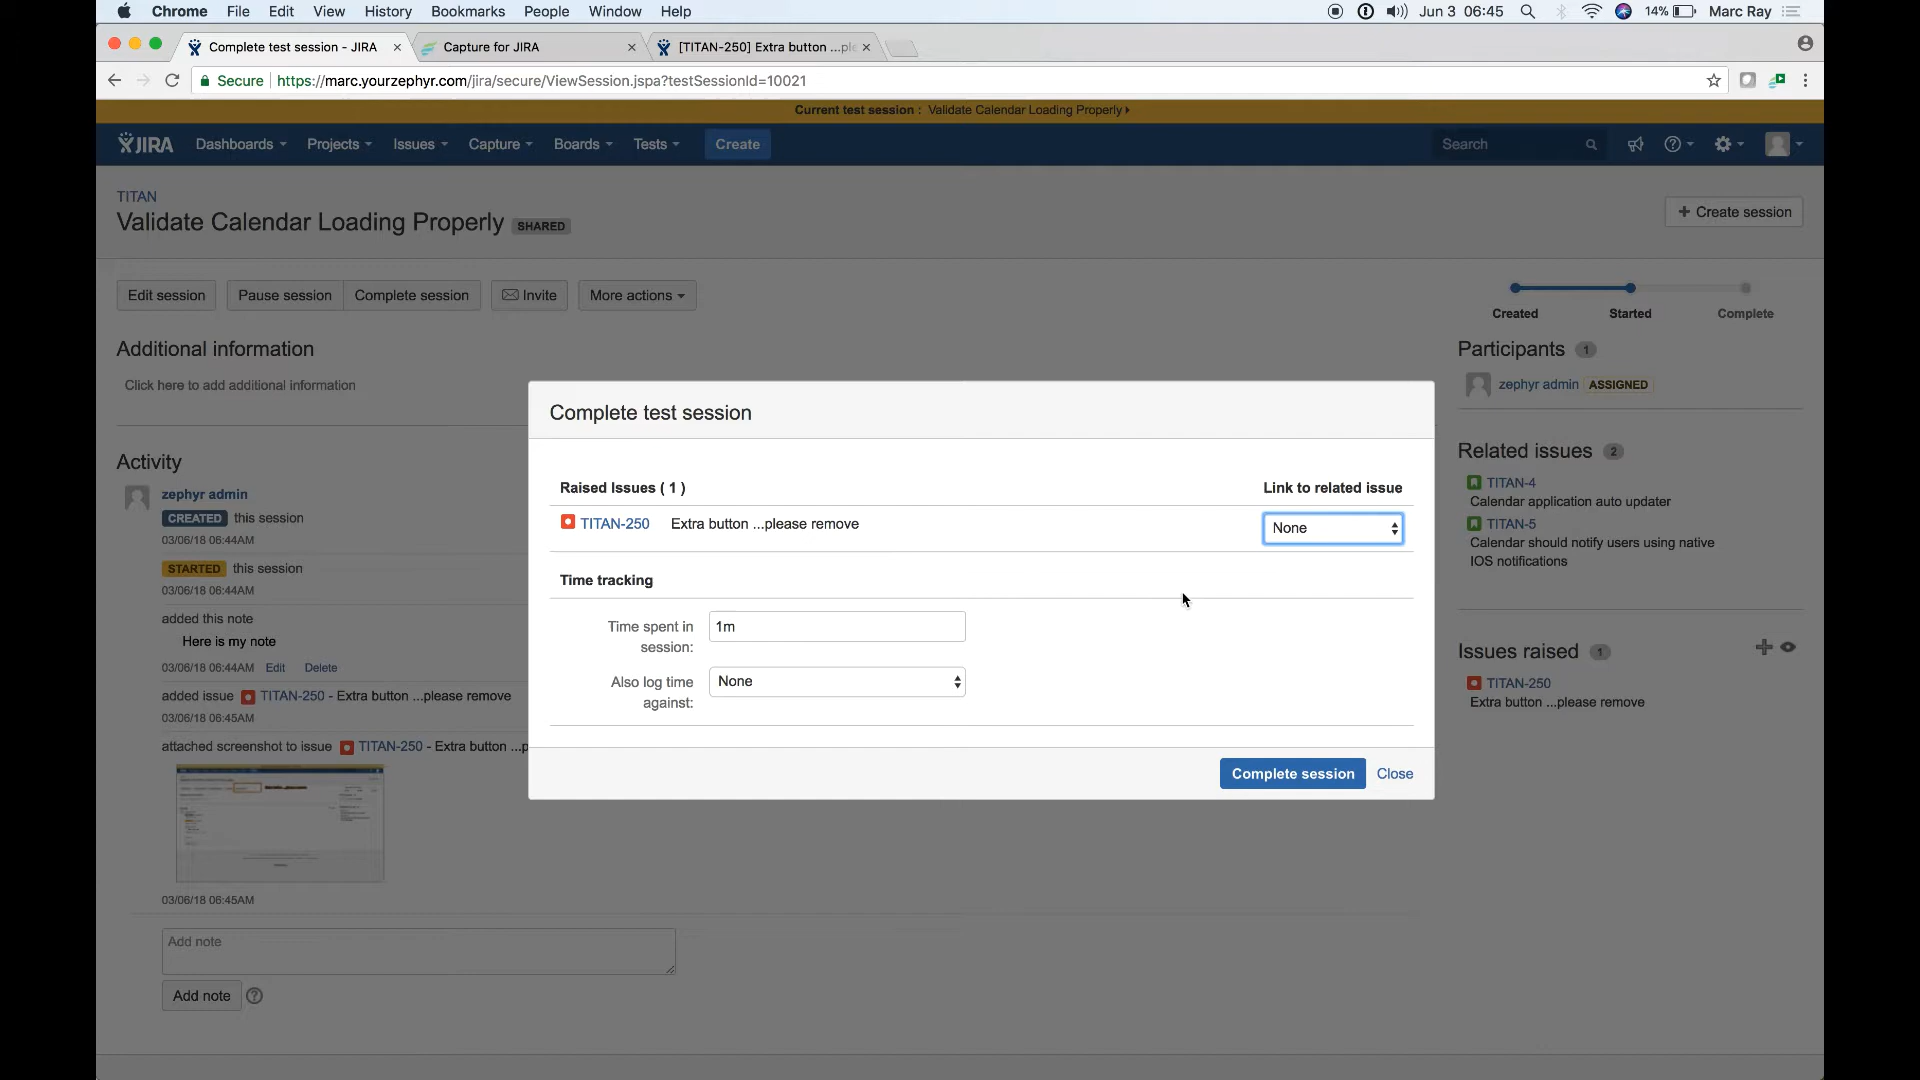 Chrome File Edit View History Bookmarks People Window Help Jun 3 06:45 14% Marc Ray
Complete test session - JIRA Capture for JIRA [TITAN-250] Extra button ...ple
Secure https://marc.yourzephyr.com/jira/secure/ViewSession.jspa?testSessionId=10021
Current test session : Validate Calendar Loading Properly
JIRA Dashboards Projects Issues Capture Boards Tests Create Search
TITAN
Validate Calendar Loading Properly SHARED
+ Create session
Edit session Pause session Complete session Invite More actions
Created Started Complete
Additional information
Click here to add additional information
Participants 1
zephyr admin ASSIGNED
Related issues 2
TITAN-4
Calendar application auto updater
TITAN-5
Calendar should notify users using native
IOS notifications
Issues raised 1
TITAN-250
Extra button ...please remove
Activity
zephyr admin
CREATED this session
03/06/18 06:44AM
STARTED this session
03/06/18 06:44AM
added this note
Here is my note
03/06/18 06:44AM Edit Delete
added issue TITAN-250 - Extra button ...please remove
03/06/18 06:45AM
attached screenshot to issue TITAN-250 - Extra button ...p
03/06/18 06:45AM
Add note
Add note
Complete test session
Raised Issues ( 1 ) Link to related issue
TITAN-250 Extra button ...please remove None
Time tracking
Time spent in
session:
1m
Also log time
against:
None
Complete session Close